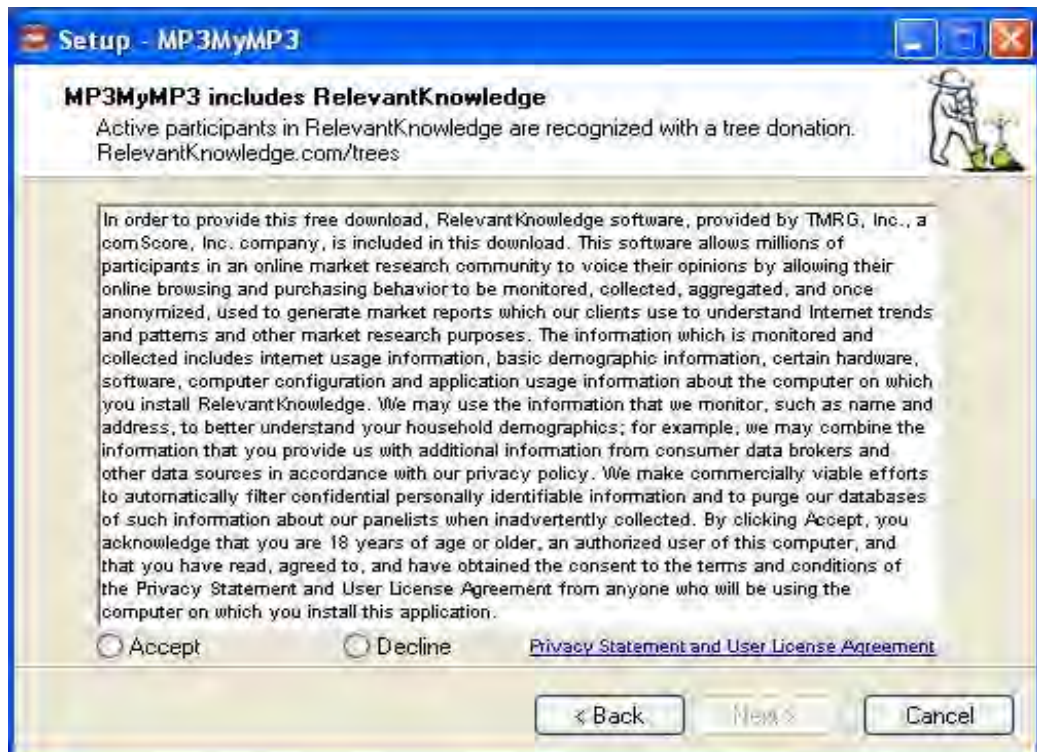 Setup - MP3MyMP3
MP3MyMP3 includes RelevantKnowledge
Active participants in RelevantKnowledge are recognized with a tree donation.
RelevantKnowledge.com/trees
In order to provide this free download, RelevantKnowledge software, provided by TMRG, Inc., a
comScore, Inc. company, is included in this download. This software allows millions of
participants in an online market research community to voice their opinions by allowing their
online browsing and purchasing behavior to be monitored, collected, aggregated, and once
anonymized, used to generate market reports which our clients use to understand Internet trends
and patterns and other market research purposes. The information which is monitored and
collected includes internet usage information, basic demographic information, certain hardware,
software, computer configuration and application usage information about the computer on which
you install RelevantKnowledge. We may use the information that we monitor, such as name and
address, to better understand your household demographics; for example, we may combine the
information that you provide us with additional information from consumer data brokers and
other data sources in accordance with our privacy policy. We make commercially viable efforts
to automatically filter confidential personally identifiable information and to purge our databases
of such information about our panelists when inadvertently collected. By clicking Accept, you
acknowledge that you are 18 years of age or older, an authorized user of this computer, and
that you have read, agreed to, and have obtained the consent to the terms and conditions of
the Privacy Statement and User License Agreement from anyone who will be using the
computer on which you install this application.
Accept Decline Privacy Statement and User License Agreement
< Back Next > Cancel